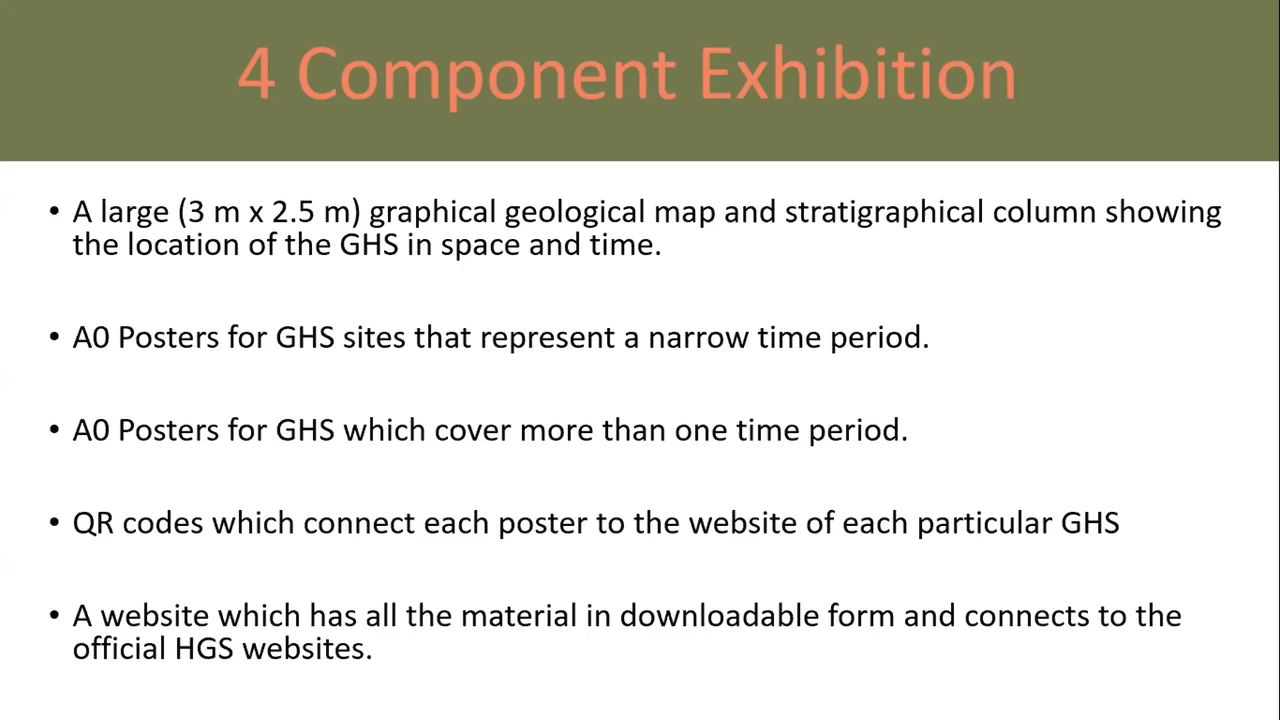 4 Component Exhibition
• A large (3 m x 2.5 m) graphical geological map and stratigraphical column showing
the location of the GHS in space and time.
• A0 Posters for GHS sites that represent a narrow time period.
• A0 Posters for GHS which cover more than one time period.
• QR codes which connect each poster to the website of each particular GHS
• A website which has all the material in downloadable form and connects to the
official HGS websites.